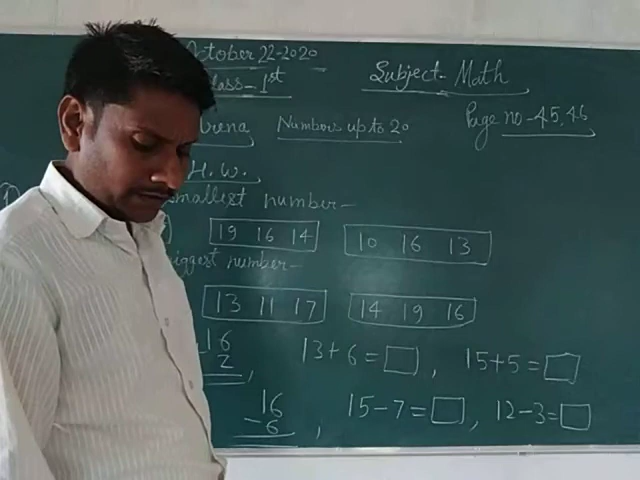 October 22-2020
Class-1st
Subject- Math
Numbers up to 20
Page no-45,46
H.W.
smallest number-
19 16 14
10 16 13
biggest number-
13 11 17
14 19 16
16
2
13+6=
, 15+5=
16
-6
, 15-7=
, 12-3=